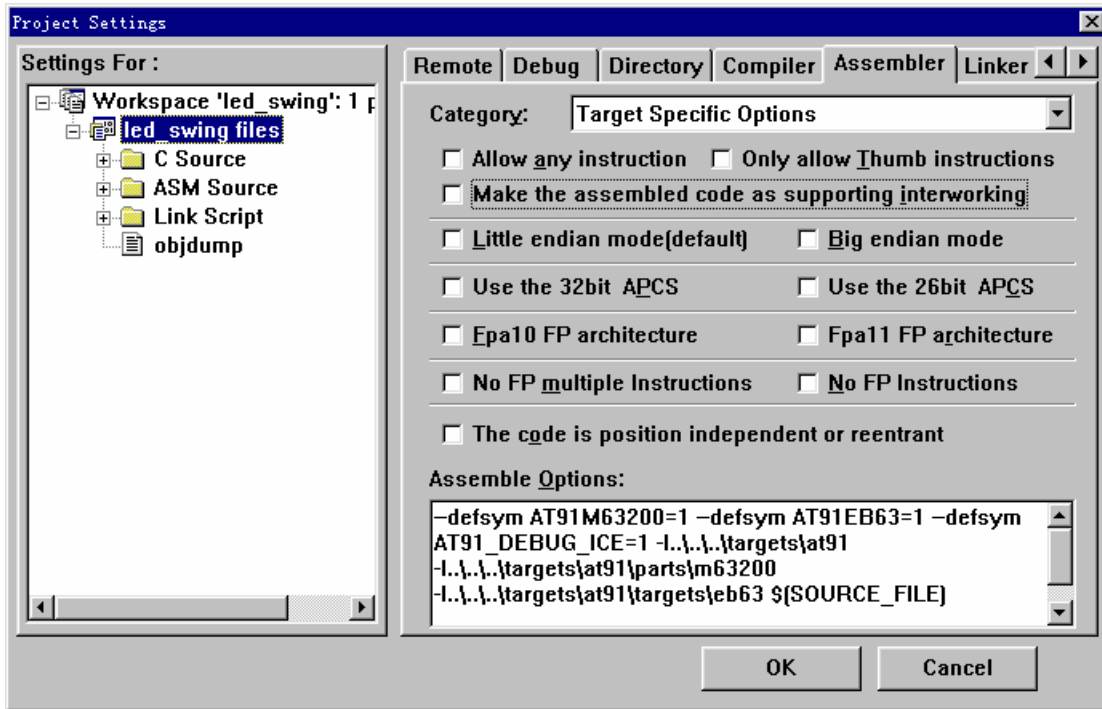 Project Settings
Settings For :
Workspace 'led_swing': 1 p
led_swing files
C Source
ASM Source
Link Script
objdump
Remote Debug Directory Compiler Assembler Linker
Category: Target Specific Options
Allow any instruction Only allow Thumb instructions
Make the assembled code as supporting interworking
Little endian mode(default) Big endian mode
Use the 32bit APCS Use the 26bit APCS
Fpa10 FP architecture Fpa11 FP architecture
No FP multiple Instructions No FP Instructions
The code is position independent or reentrant
Assemble Options:
–defsym AT91M63200=1 –defsym AT91EB63=1 –defsym
AT91_DEBUG_ICE=1 -I..\..\..\targets\at91
-I..\..\..\targets\at91\parts\m63200
-I..\..\..\targets\at91\targets\eb63 $(SOURCE_FILE)
OK Cancel